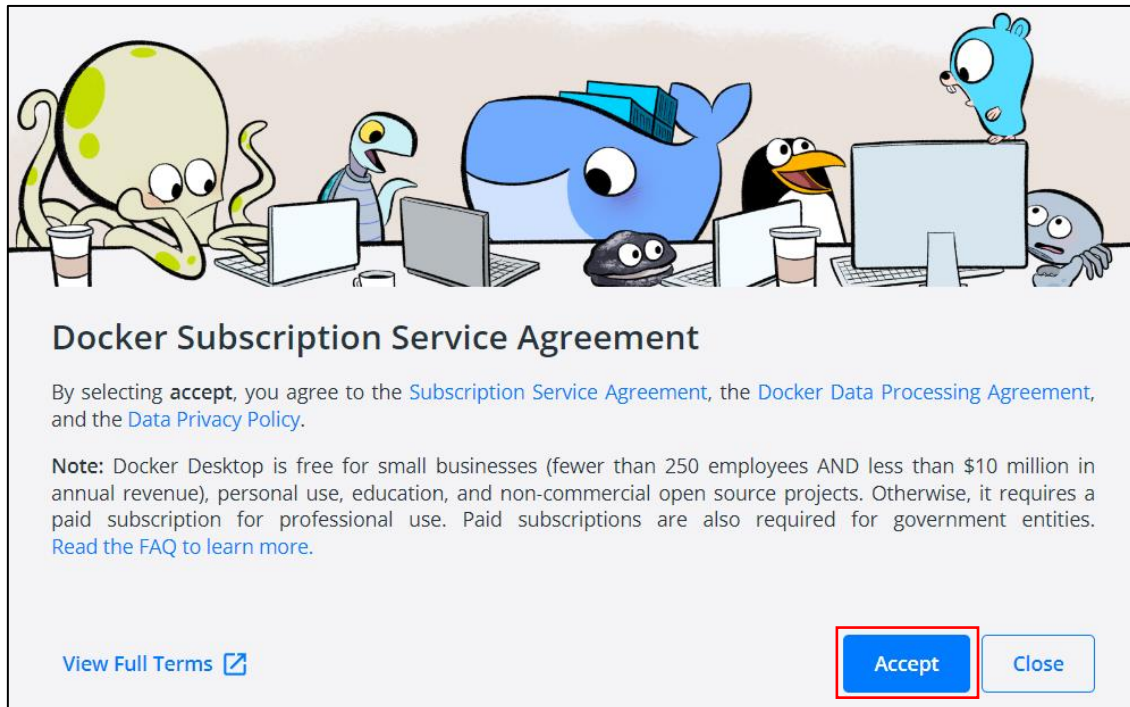 Docker Subscription Service Agreement
By selecting accept, you agree to the Subscription Service Agreement, the Docker Data Processing Agreement,
and the Data Privacy Policy.
Note: Docker Desktop is free for small businesses (fewer than 250 employees AND less than $10 million in
annual revenue), personal use, education, and non-commercial open source projects. Otherwise, it requires a
paid subscription for professional use. Paid subscriptions are also required for government entities.
Read the FAQ to learn more.
View Full Terms
Accept
Close